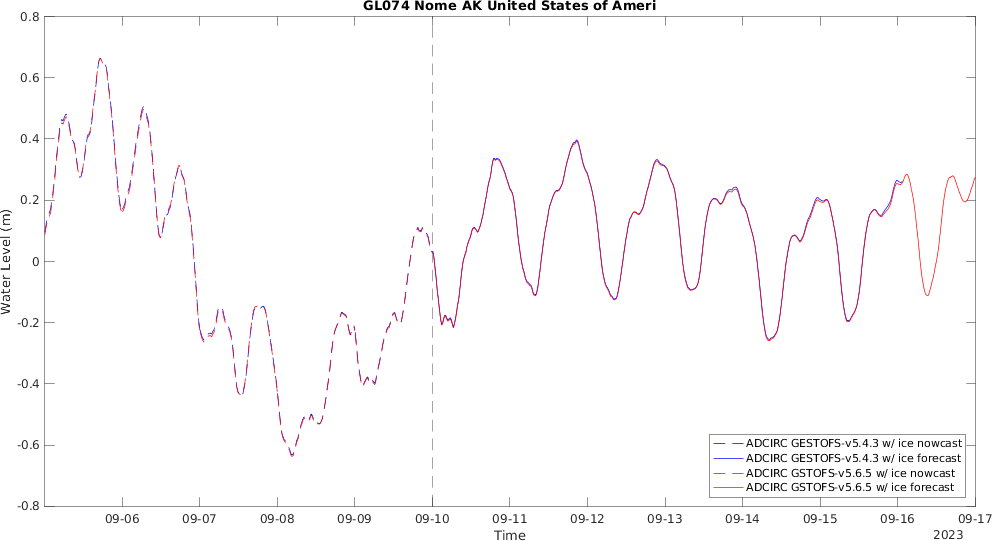 GL074 Nome AK United States of Ameri
0.8
0.6
0.4
0.2
0
-0.2
-0.4
-0.6
-0.8
Water Level (m)
ADCIRC GESTOFS-v5.4.3 w/ ice nowcast
ADCIRC GESTOFS-v5.4.3 w/ ice forecast
ADCIRC GSTOFS-v5.6.5 w/ ice nowcast
ADCIRC GSTOFS-v5.6.5 w/ ice forecast
09-06 09-07 09-08 09-09 09-10 09-11 09-12 09-13 09-14 09-15 09-16 09-17
Time
2023